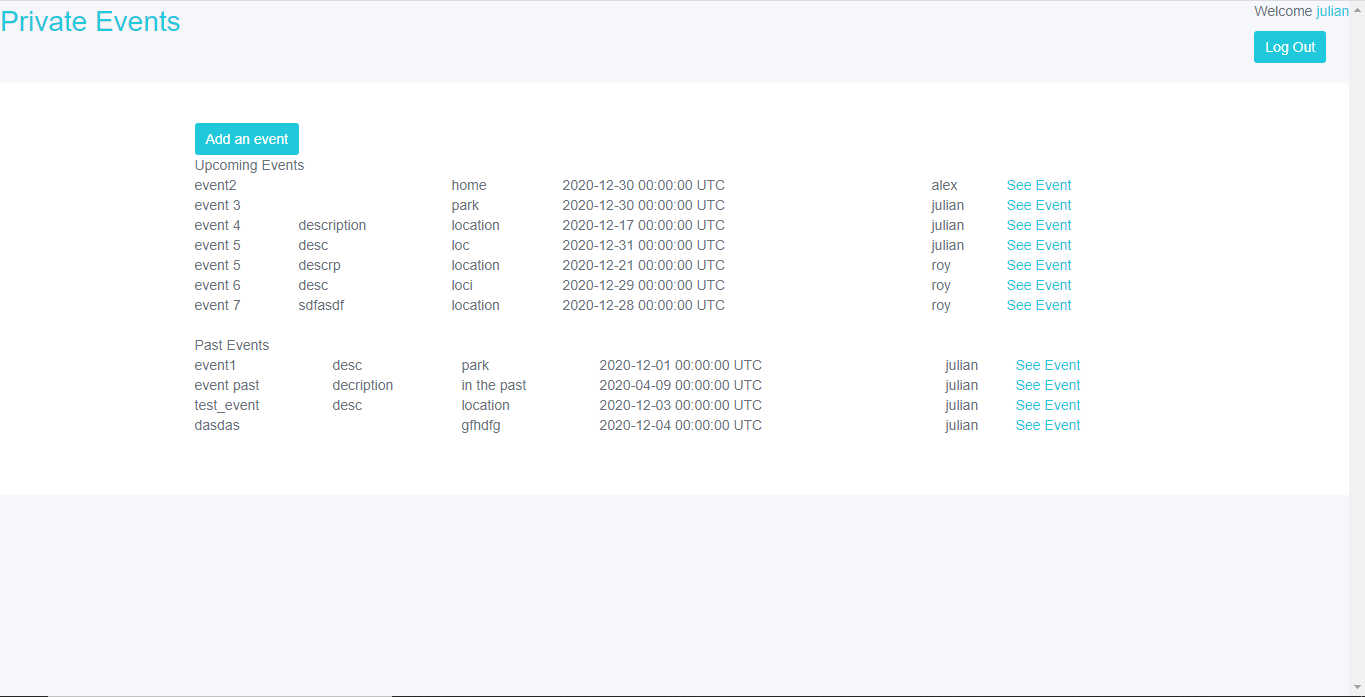 Private Events
Welcome julian
Log Out
Add an event
Upcoming Events
event2 home 2020-12-30 00:00:00 UTC alex See Event
event 3 park 2020-12-30 00:00:00 UTC julian See Event
event 4 description location 2020-12-17 00:00:00 UTC julian See Event
event 5 desc loc 2020-12-31 00:00:00 UTC julian See Event
event 5 descrp location 2020-12-21 00:00:00 UTC roy See Event
event 6 desc loci 2020-12-29 00:00:00 UTC roy See Event
event 7 sdfasdf location 2020-12-28 00:00:00 UTC roy See Event
Past Events
event1 desc park 2020-12-01 00:00:00 UTC julian See Event
event past decription in the past 2020-04-09 00:00:00 UTC julian See Event
test_event desc location 2020-12-03 00:00:00 UTC julian See Event
dasdas gfhdfg 2020-12-04 00:00:00 UTC julian See Event